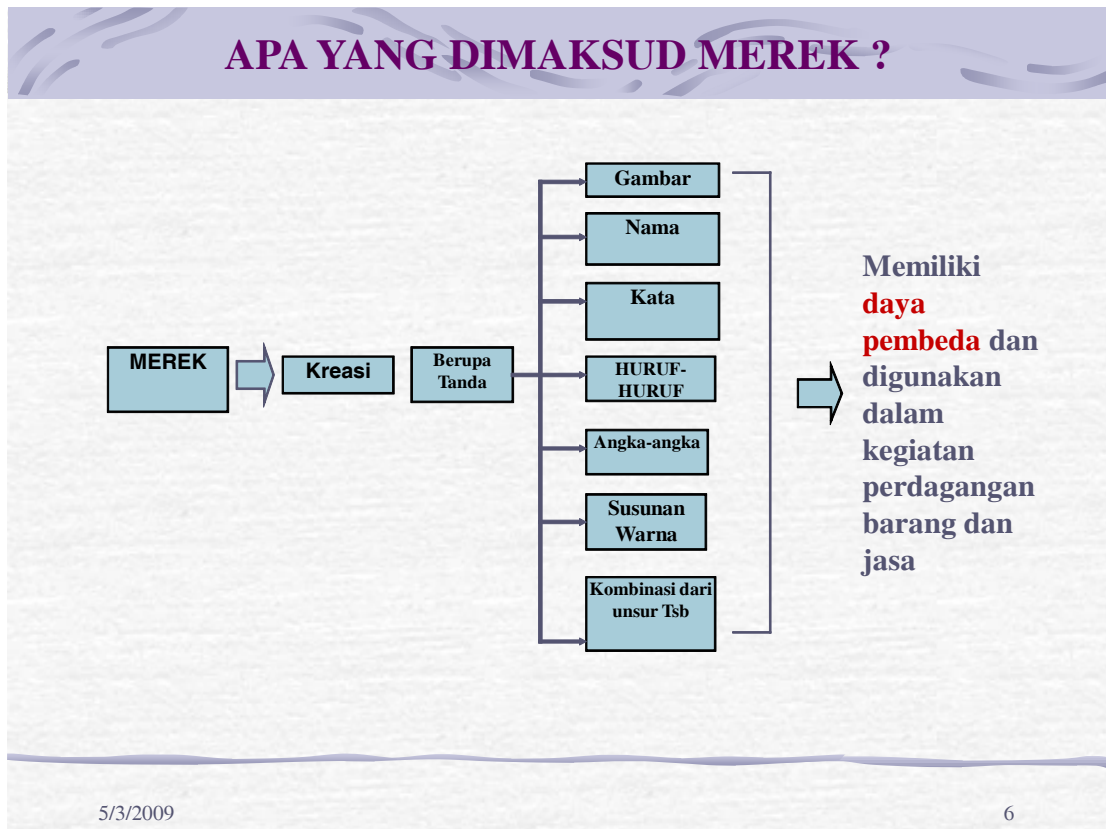 APA YANG DIMAKSUD MEREK ?
MEREK
Kreasi
Berupa
Tanda
Gambar
Nama
Kata
HURUF-
HURUF
Angka-angka
Susunan
Warna
Kombinasi dari
unsur Tsb
Memiliki
daya
pembeda dan
digunakan
dalam
kegiatan
perdagangan
barang dan
jasa
5/3/2009
6